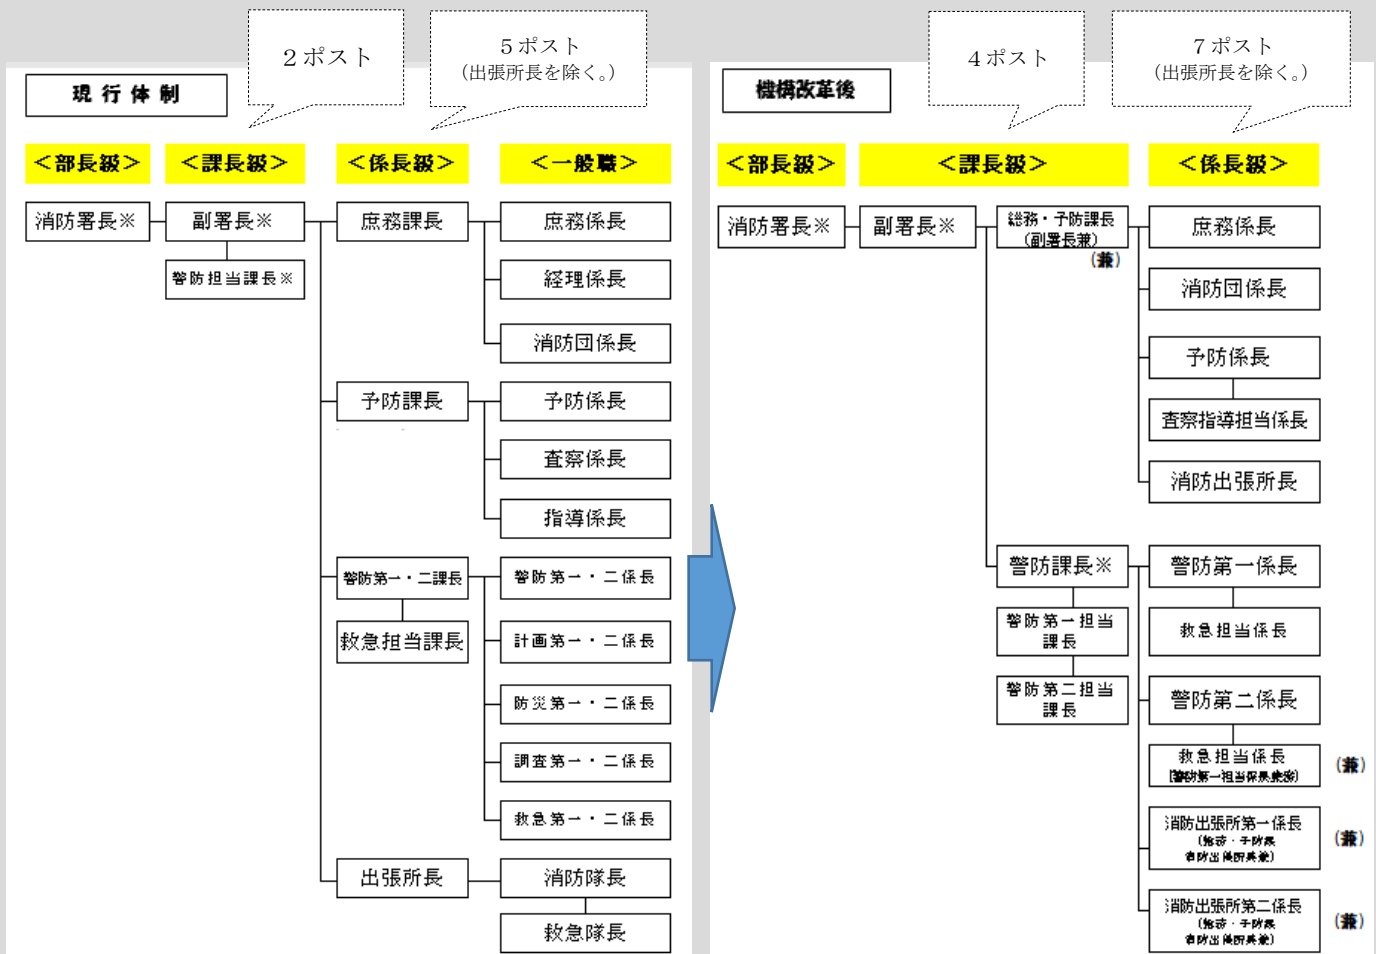 2ポスト
5ポスト
(出張所長を除く。)
4ポスト
7ポスト
(出張所長を除く。)
現行体制
<部長級>
<課長級>
<係長級>
<一般職>
消防署長※
副署長※
庶務課長
庶務係長
警防担当課長※
経理係長
消防団係長
予防課長
予防係長
査察係長
指導係長
警防第一・二課長
警防第一・二係長
救急担当課長
計画第一・二係長
防災第一・二係長
調査第一・二係長
救急第一・二係長
出張所長
消防隊長
救急隊長
機構改革後
<部長級>
<課長級>
<係長級>
消防署長※
副署長※
総務・予防課長
(副署長兼)
(兼)
庶務係長
消防団係長
予防係長
査察指導担当係長
消防出張所長
警防課長※
警防第一係長
警防第一担当
課長
救急担当係長
警防第二担当
課長
警防第二係長
救急担当係長
(兼)
消防出張所第一係長
(兼)
消防出張所第二係長
(兼)